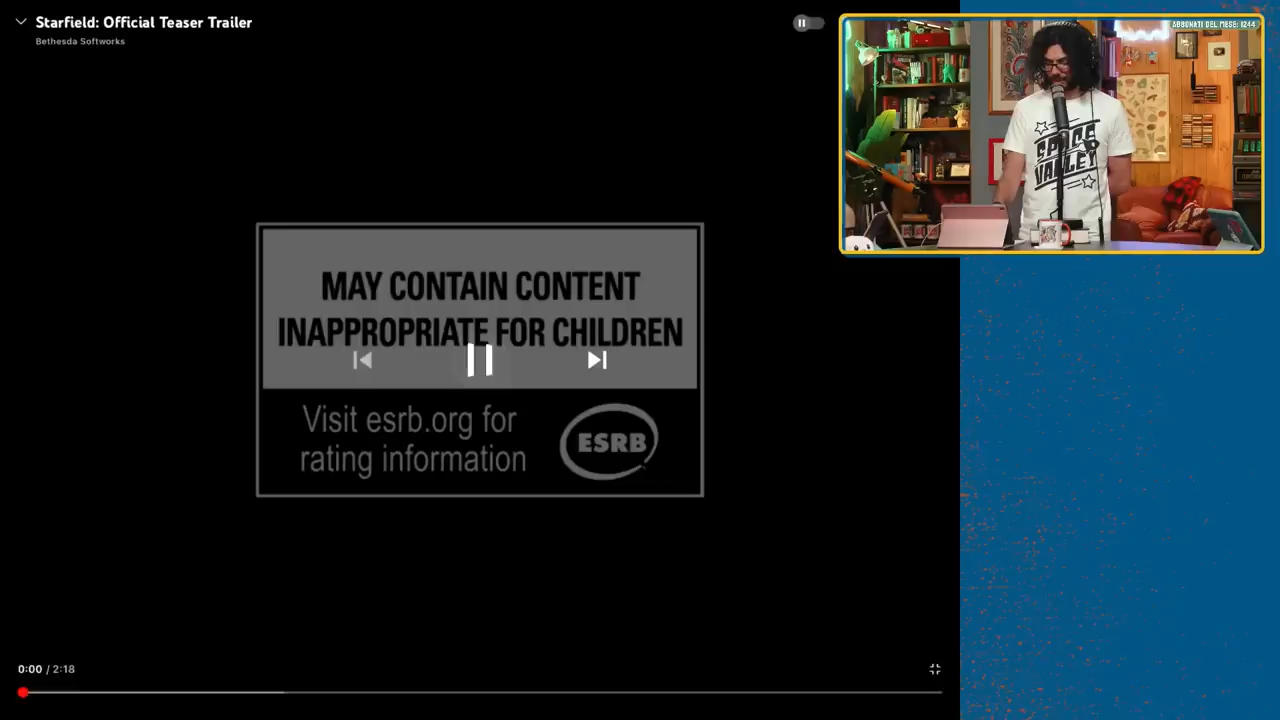 Starfield: Official Teaser Trailer
Bethesda Softworks
ABBONATI DEL MESE: 1244
SPACE
VALLEY
MAY CONTAIN CONTENT
INAPPROPRIATE FOR CHILDREN
Visit esrb.org for
rating information
ESRB
0:00 / 2:18